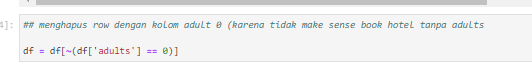 4]:
## menghapus row dengan kolom adult 0 (karena tidak make sense book hotel tanpa adults
df = df[~(df['adults'] == 0)]